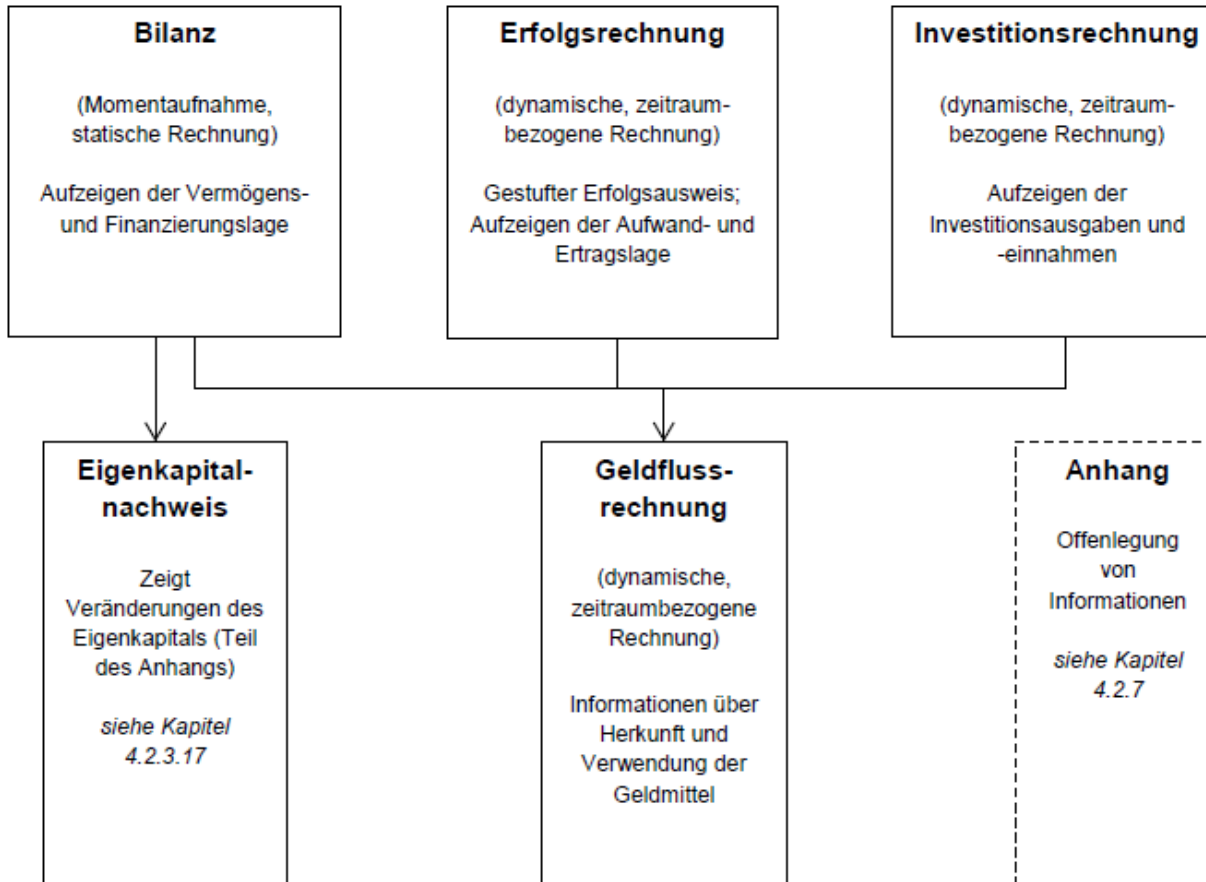 Bilanz
(Momentaufnahme,
statische Rechnung)
Aufzeigen der Vermögens-
und Finanzierungslage
Erfolgsrechnung
(dynamische, zeitraum-
bezogene Rechnung)
Gestufter Erfolgsausweis;
Aufzeigen der Aufwand- und
Ertragslage
Investitionsrechnung
(dynamische, zeitraum-
bezogene Rechnung)
Aufzeigen der
Investitionsausgaben und
-einnahmen
Eigenkapital-
nachweis
Zeigt
Veränderungen des
Eigenkapitals (Teil
des Anhangs)
siehe Kapitel
4.2.3.17
Geldfluss-
rechnung
(dynamische,
zeitraumbezogene
Rechnung)
Informationen über
Herkunft und
Verwendung der
Geldmittel
Anhang
Offenlegung
von
Informationen
siehe Kapitel
4.2.7